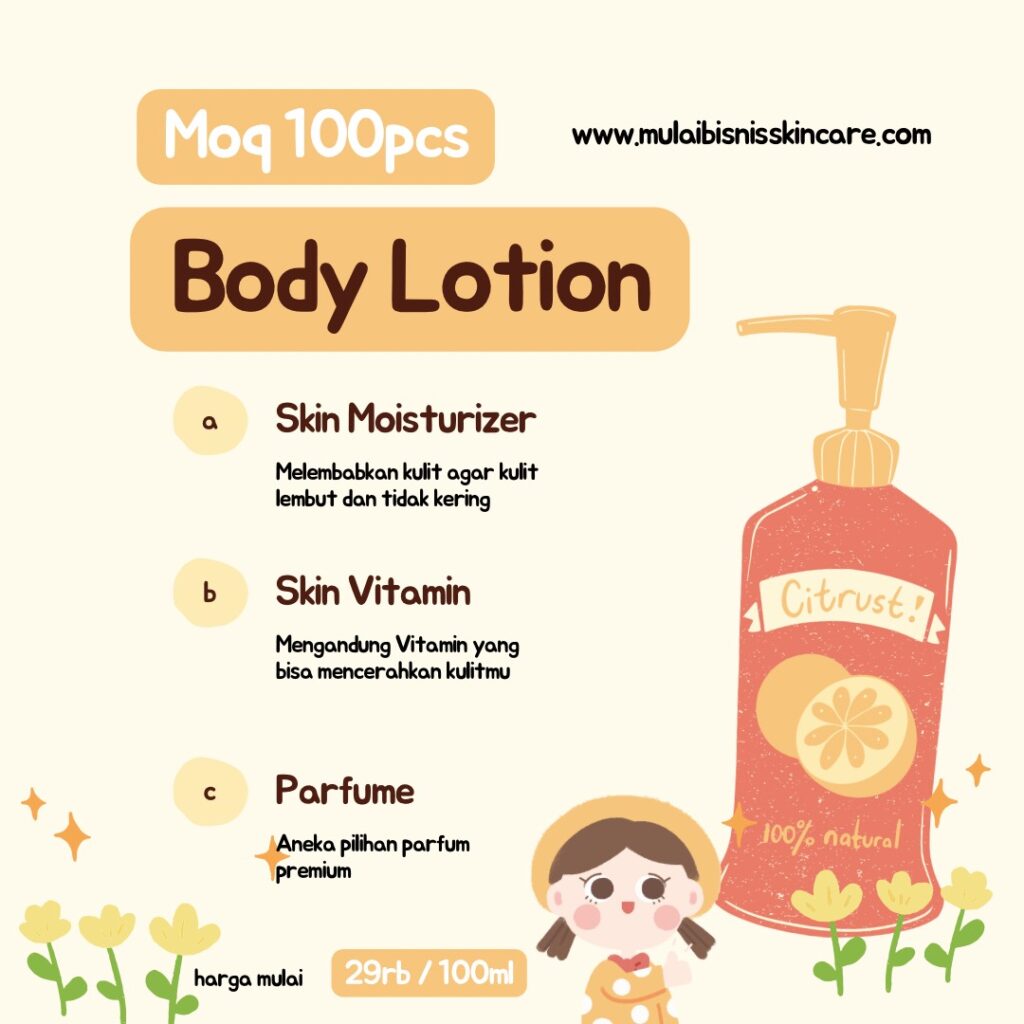 Moq 100pcs
www.mulaibisnisskincare.com
Body Lotion
a
Skin Moisturizer
Melembabkan kulit agar kulit
lembut dan tidak kering
b
Skin Vitamin
Mengandung Vitamin yang
bisa mencerahkan kulitmu
c
Parfume
Aneka pilihan parfum
premium
Citrust!
100% natural
harga mulai
29rb / 100ml